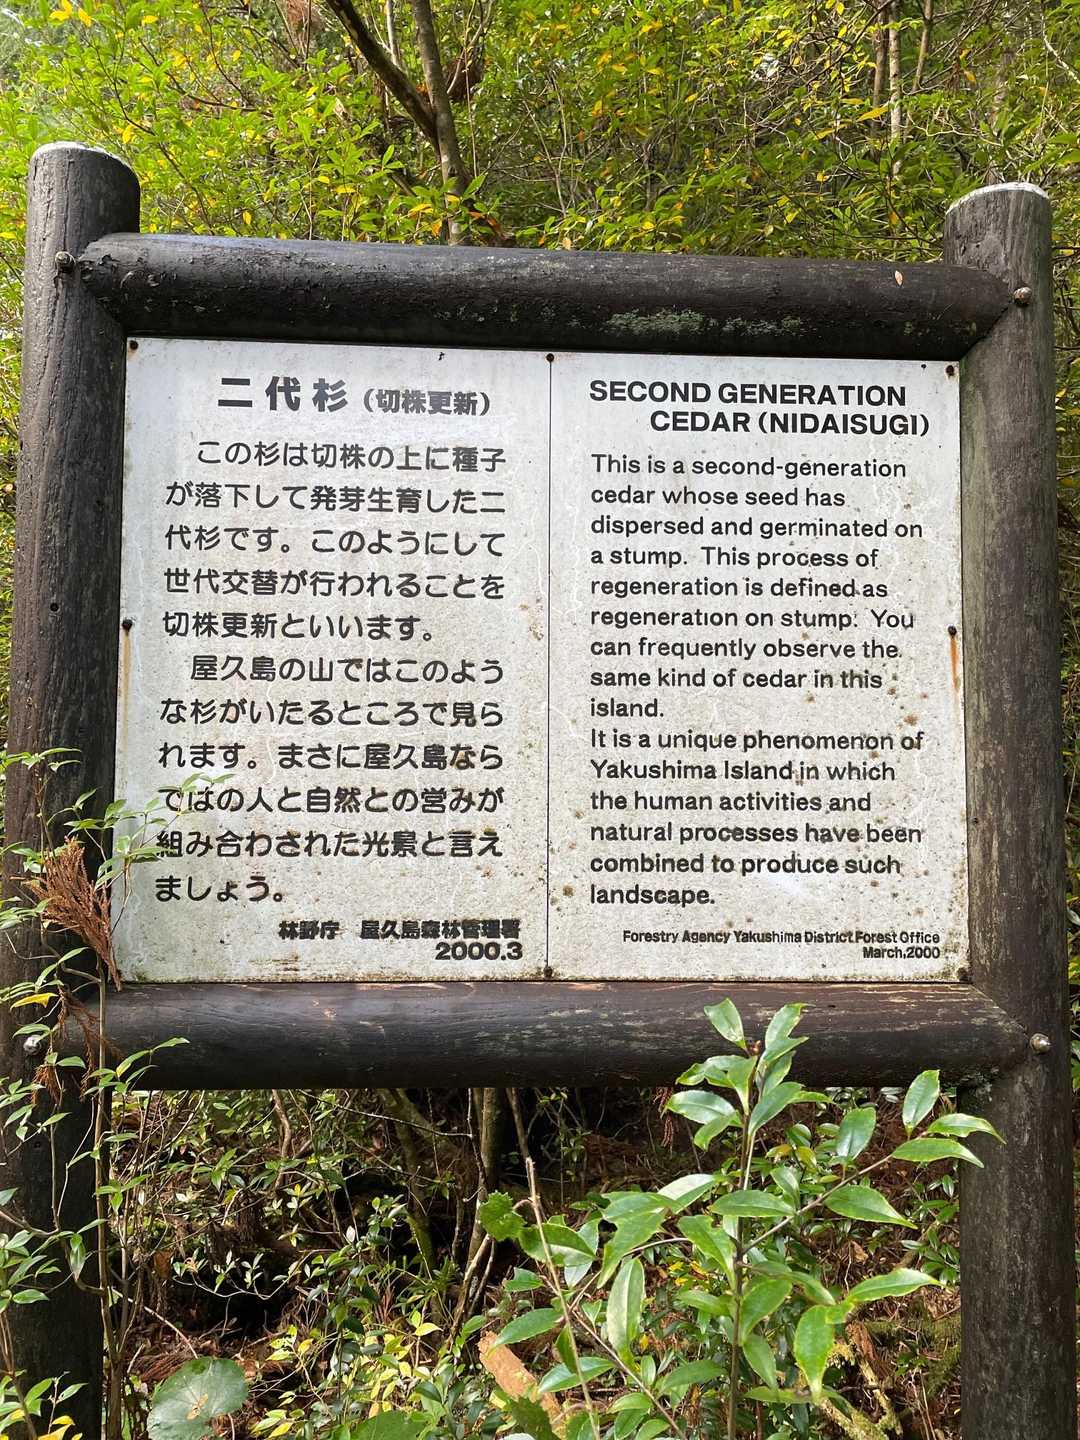 二代杉（切株更新）
この杉は切株の上に種子
が落下して発芽生育した二
代杉です。このようにして
世代交替が行われることを
切株更新といいます。
屋久島の山ではこのよう
な杉がいたるところで見ら
れます。まさに屋久島なら
ではの人と自然との営みが
組み合わされた光景と言え
ましょう。
林野庁　屋久島森林管理署
2000.3
SECOND GENERATION
CEDAR (NIDAISUGI)
This is a second-generation
cedar whose seed has
dispersed and germinated on
a stump. This process of
regeneration is defined as
regeneration on stump. You
can frequently observe the
same kind of cedar in this
island.
It is a unique phenomenon of
Yakushima Island in which
the human activities and
natural processes have been
combined to produce such
landscape.
Forestry Agency Yakushima District Forest Office
March,2000